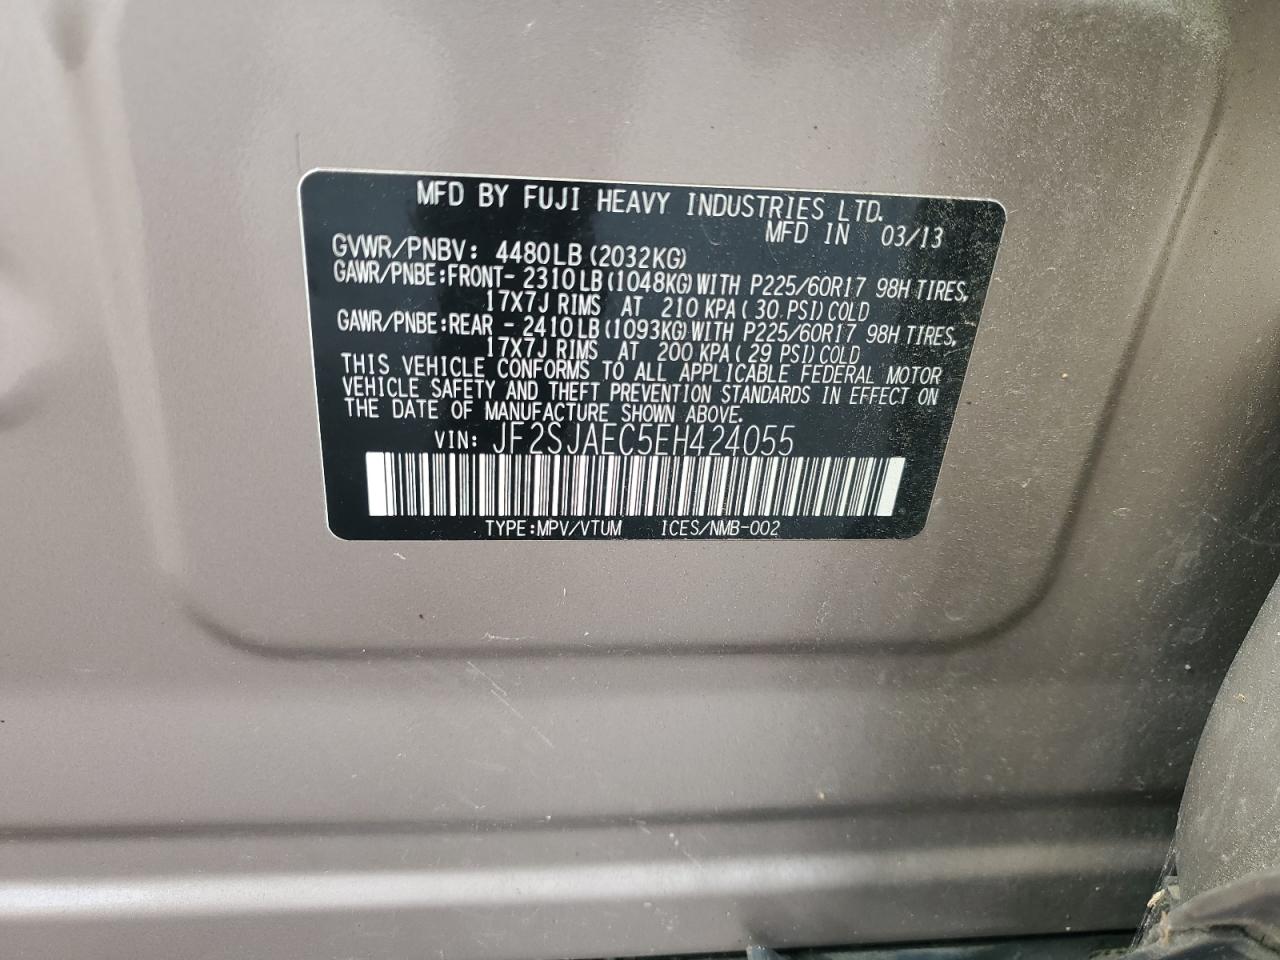 MFD BY FUJI HEAVY INDUSTRIES LTD.
MFD IN 03/13
GVWR/PNBV: 4480LB (2032KG)
GAWR/PNBE:FRONT- 2310LB (1048KG) WITH P225/60R17 98H TIRES,
17X7J RIMS AT 210 KPA( 30 PSI) COLD
GAWR/PNBE:REAR - 2410LB (1093KG) WITH P225/60R17 98H TIRES,
17X7J RIMS AT 200 KPA( 29 PSI) COLD
THIS VEHICLE CONFORMS TO ALL APPLICABLE FEDERAL MOTOR
VEHICLE SAFETY AND THEFT PREVENTION STANDARDS IN EFFECT ON
THE DATE OF MANUFACTURE SHOWN ABOVE.
VIN: JF2SJAEC5EH424055
TYPE:MPV/VTUM ICES/NMB-002